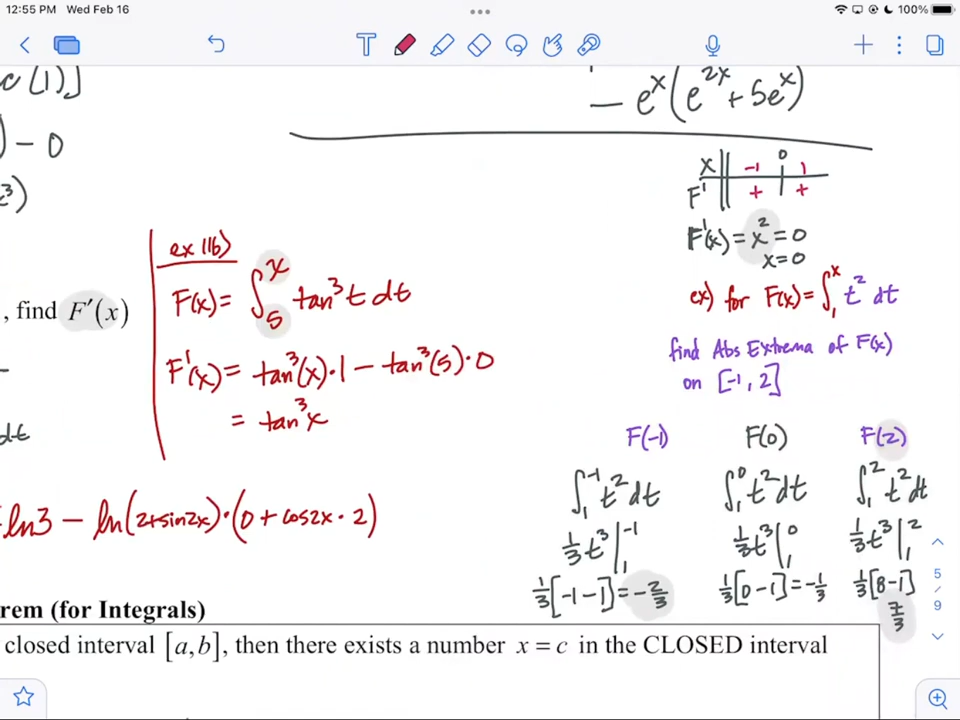 12:55 PM Wed Feb 16
100%
c (1)]
) − 0
x³)
− eˣ(e²ˣ + 5eˣ)
x | -1 0 1
F' | + +
F'(x) = x² = 0
x = 0
, find F′(x)
dt
ex 11b)
F(x) = ∫₅ˣ tan³t dt
F'(x) = tan³(x)·1 − tan³(5)·0
= tan³x
ex) for F(x) = ∫₁ˣ t² dt
find Abs Extrema of F(x)
on [-1, 2]
F(-1) F(0) F(2)
∫₁⁻¹ t² dt ∫₁⁰ t² dt ∫₁² t² dt
⅓t³|₁⁻¹ ⅓t³|₁⁰ ⅓t³|₁²
⅓[-1-1] = -⅔ ⅓[0-1] = -⅓ ⅓[8-1]
7/3
ln3 − ln(2+sin2x)·(0 + cos2x · 2)
5
/
9
rem (for Integrals)
closed interval [a,b], then there exists a number x = c in the CLOSED interval